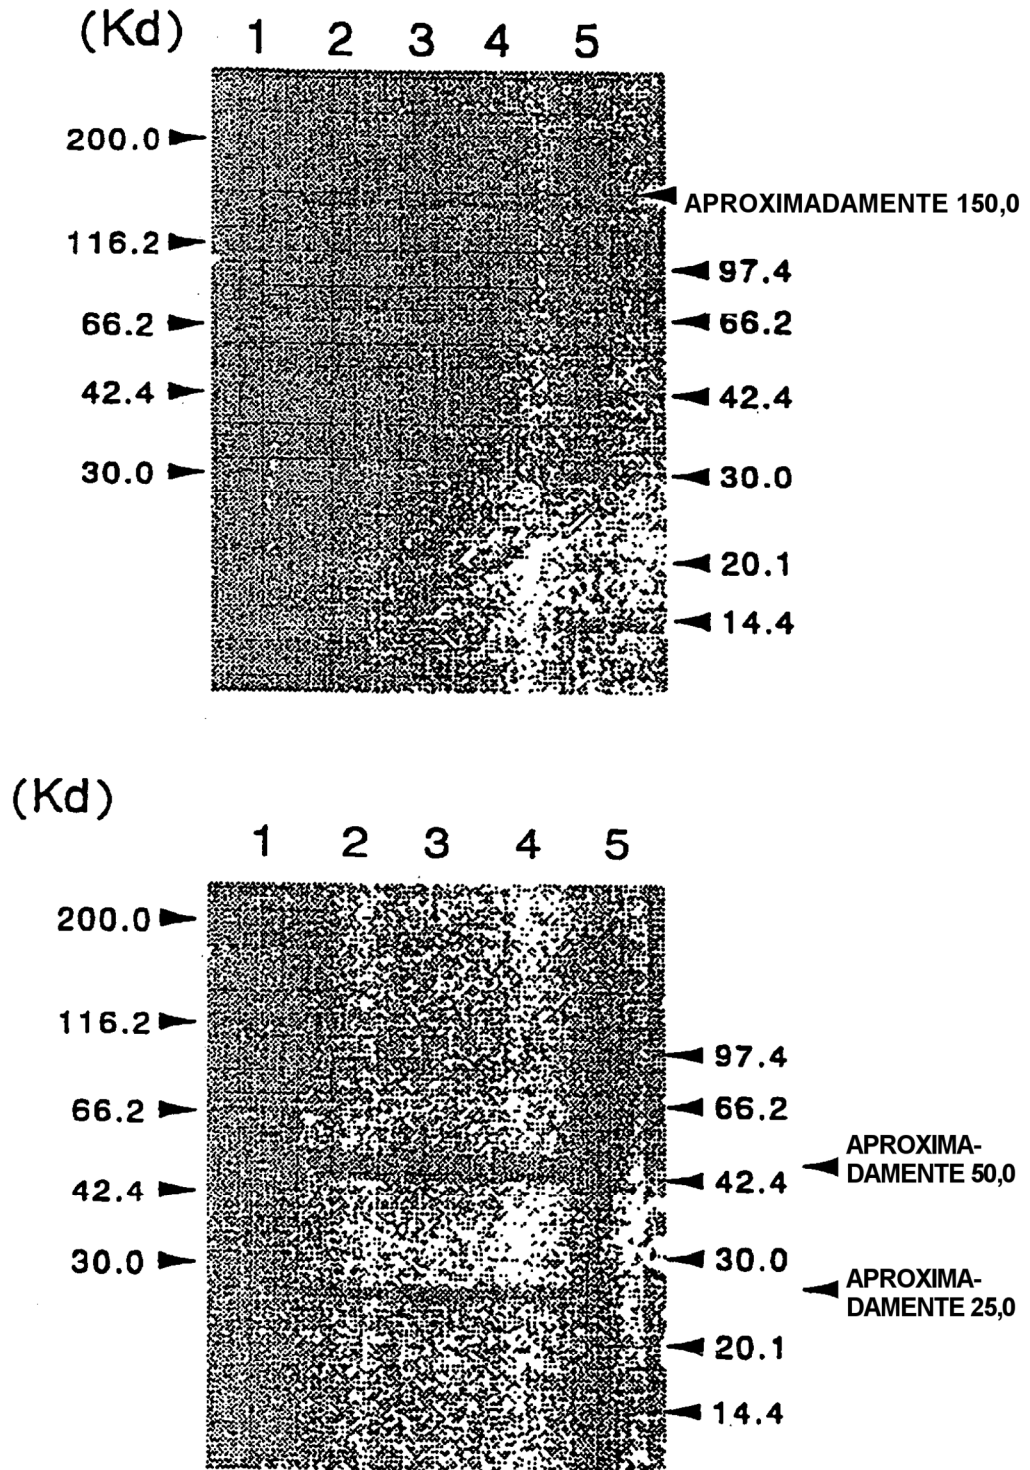 (Kd) 1 2 3 4 5
200.0
APROXIMADAMENTE 150,0
116.2
97.4
66.2 66.2
42.4 42.4
30.0 30.0
20.1
14.4
(Kd)
1 2 3 4 5
200.0
116.2
97.4
66.2 66.2
APROXIMA-
DAMENTE 50,0
42.4 42.4
30.0 30.0
APROXIMA-
DAMENTE 25,0
20.1
14.4